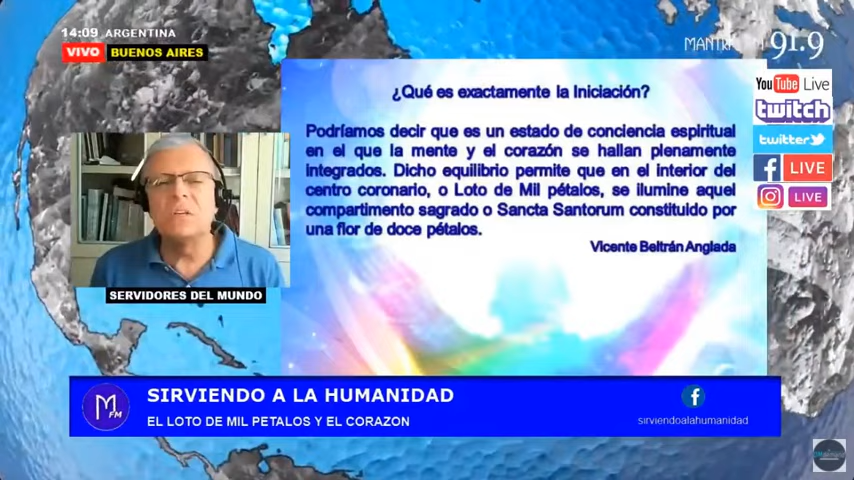 14:09 ARGENTINA
VIVO BUENOS AIRES
91.9
YouTube Live
twitch
twitter
LIVE
LIVE
¿Qué es exactamente la Iniciación?
Podríamos decir que es un estado de conciencia espiritual
en el que la mente y el corazón se hallan plenamente
integrados. Dicho equilibrio permite que en el interior del
centro coronario, o Loto de Mil pétalos, se ilumine aquel
compartimento sagrado o Sancta Santorum constituido por
una flor de doce pétalos.
Vicente Beltrán Anglada
SERVIDORES DEL MUNDO
M FM
SIRVIENDO A LA HUMANIDAD
EL LOTO DE MIL PETALOS Y EL CORAZON
sirviendoalahumanidad